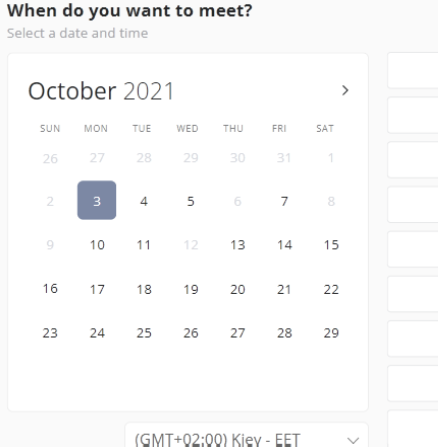 When do you want to meet?
Select a date and time
October 2021
SUN MON TUE WED THU FRI SAT
26 27 28 29 30 31 1
2 3 4 5 6 7 8
9 10 11 12 13 14 15
16 17 18 19 20 21 22
23 24 25 26 27 28 29
(GMT+02:00) Kiev - EET